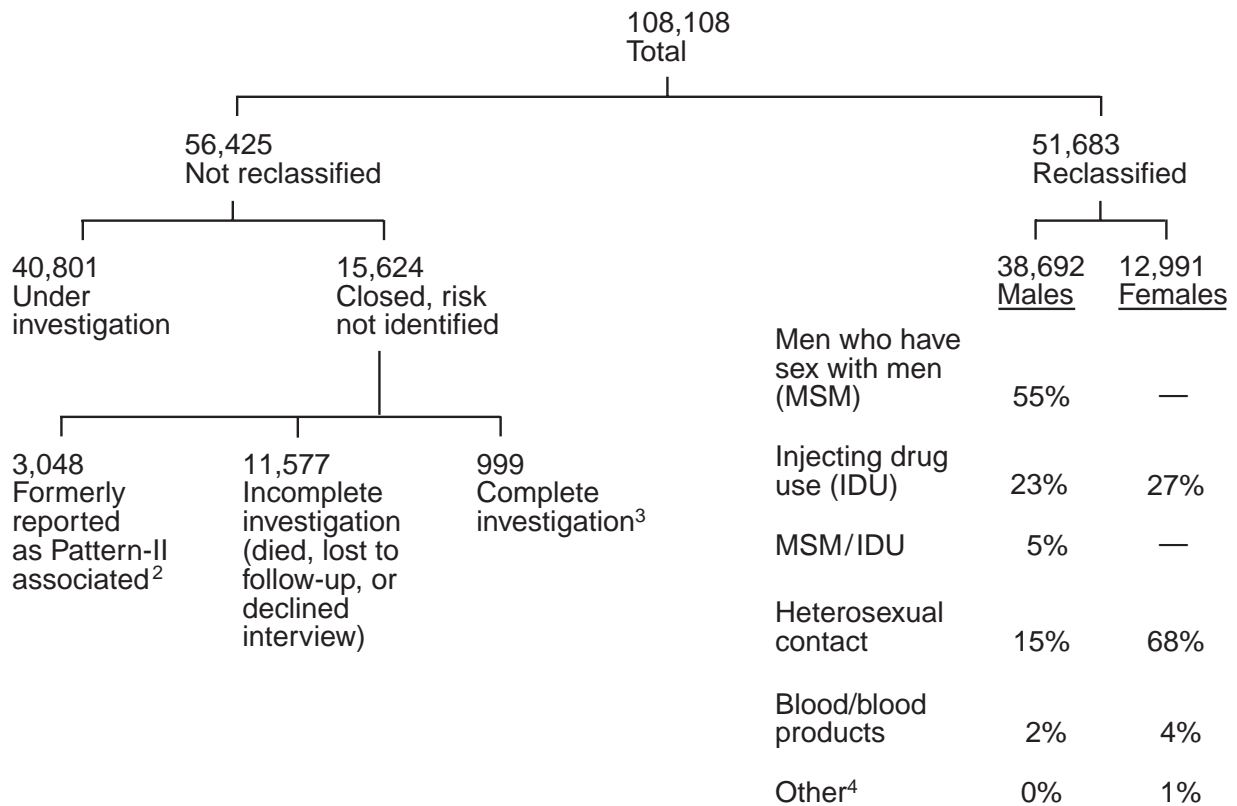 108,108
Total
56,425
Not reclassified
51,683
Reclassified
40,801
Under
investigation
15,624
Closed, risk
not identified
38,692
Males
12,991
Females
3,048
Formerly
reported
as Pattern-II
associated2
11,577
Incomplete
investigation
(died, lost to
follow-up, or
declined
interview)
999
Complete
investigation3
Men who have
sex with men
(MSM) 55% —
Injecting drug
use (IDU) 23% 27%
MSM/IDU 5% —
Heterosexual
contact 15% 68%
Blood/blood
products 2% 4%
Other4 0% 1%